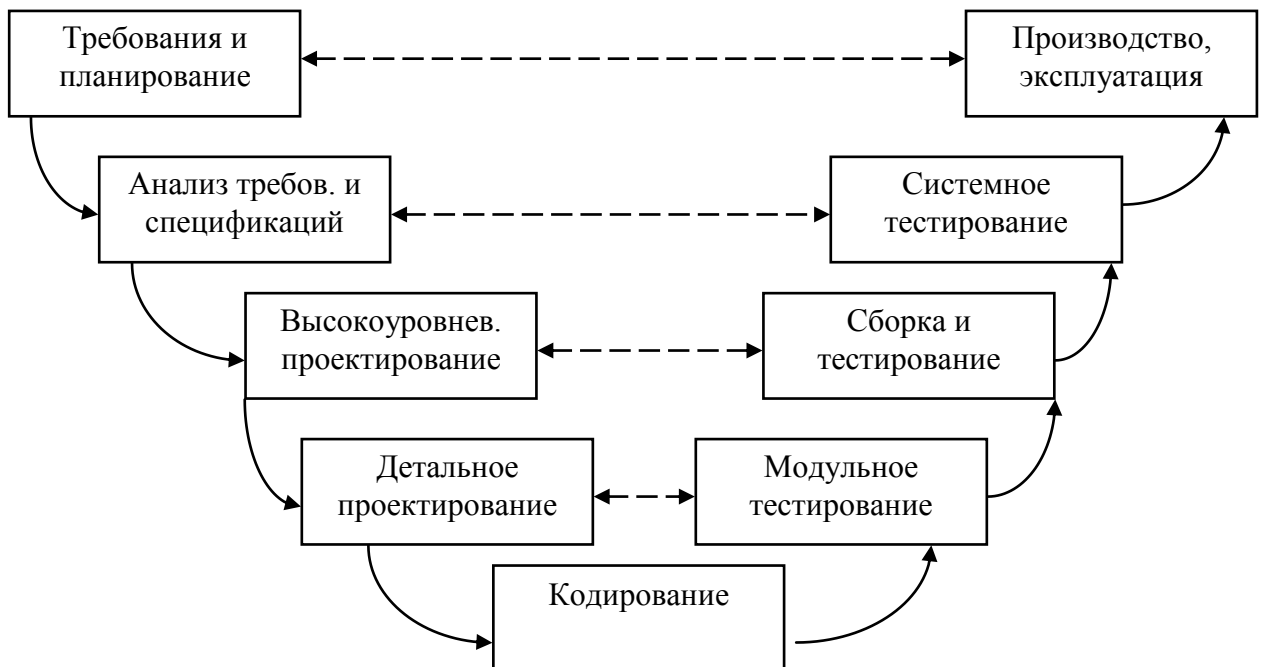 Требования и
планирование
Производство,
эксплуатация
Анализ требов. и
спецификаций
Системное
тестирование
Высокоуровнев.
проектирование
Сборка и
тестирование
Детальное
проектирование
Модульное
тестирование
Кодирование